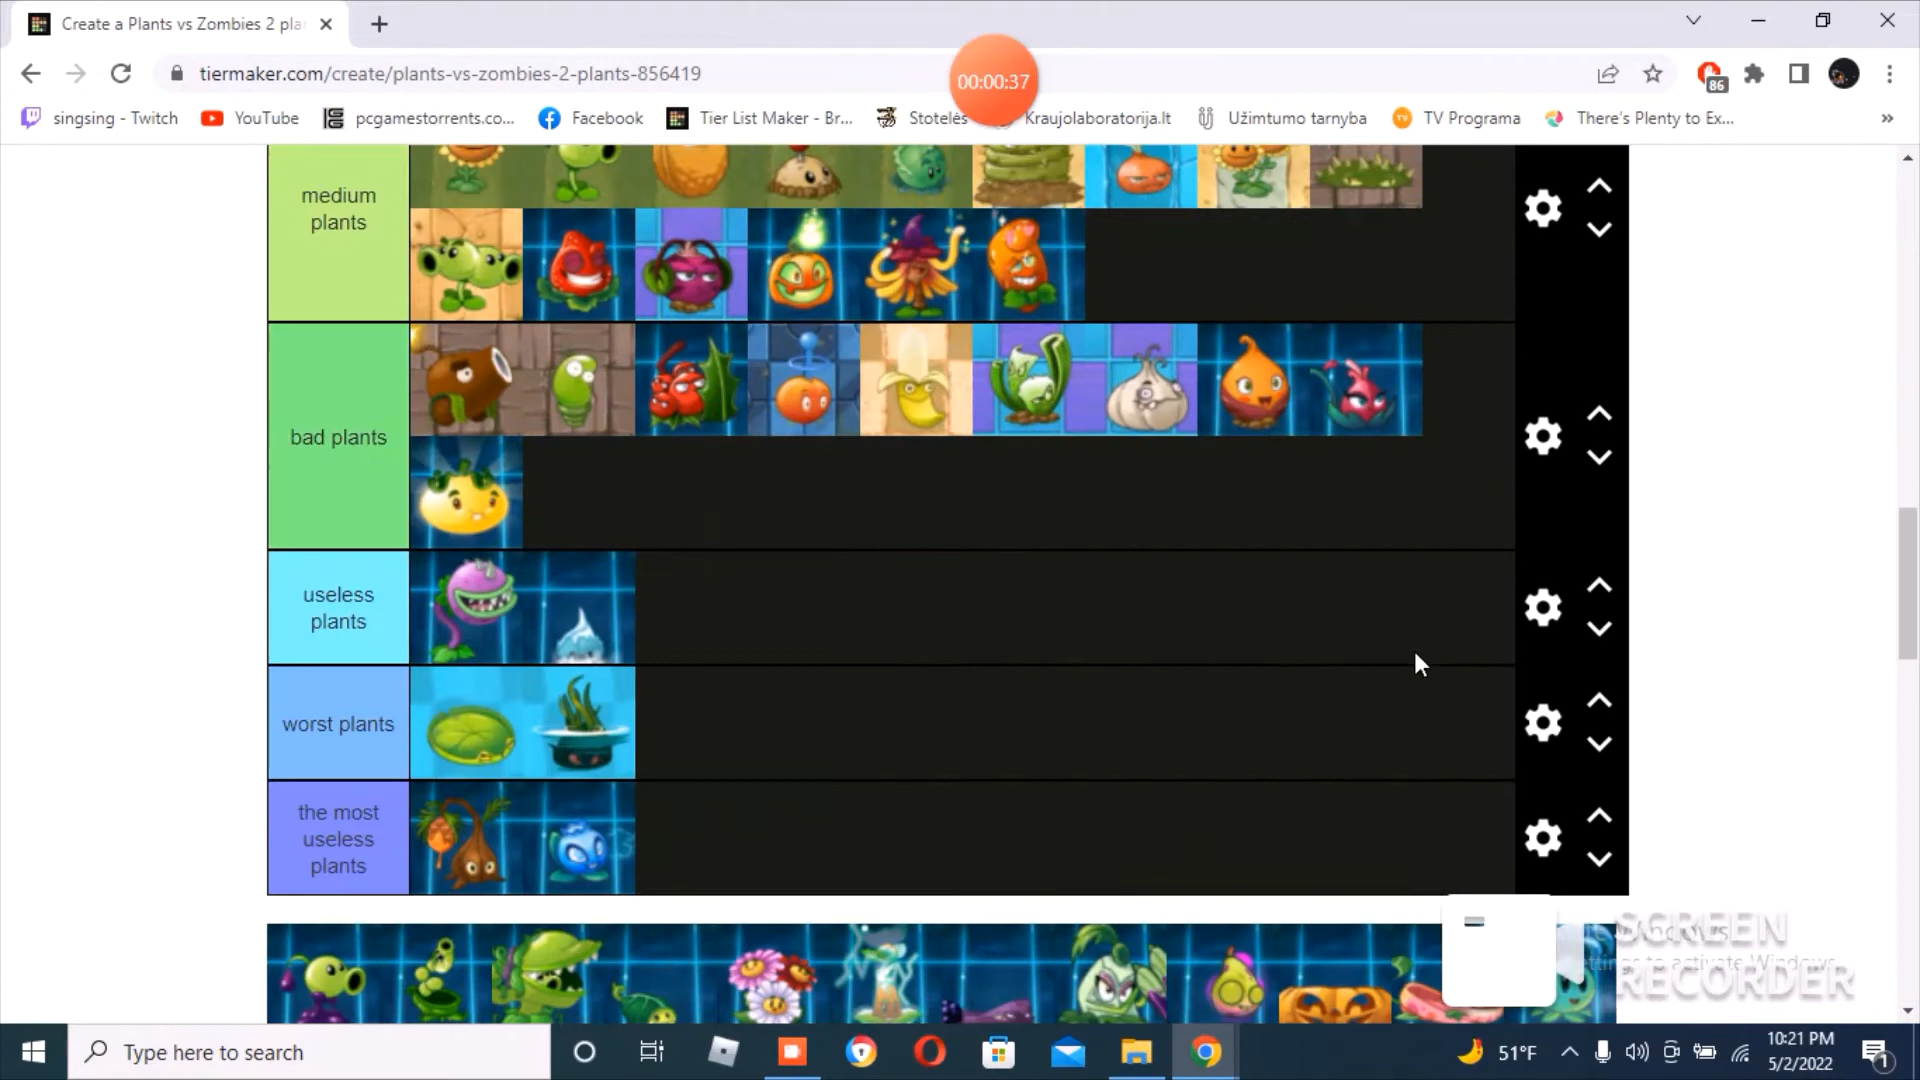 Create a Plants vs Zombies 2 plan
tiermaker.com/create/plants-vs-zombies-2-plants-856419
00:00:37
86
singsing - Twitch
YouTube
pcgamestorrents.co...
Facebook
Tier List Maker - Br...
Stotelės
Kraujolaboratorija.lt
Užimtumo tarnyba
TV Programa
There's Plenty to Ex...
»
medium
plants
bad plants
useless
plants
worst plants
the most
useless
plants
SCREEN
RECORDER
Type here to search
51°F
10:21 PM
5/2/2022
1